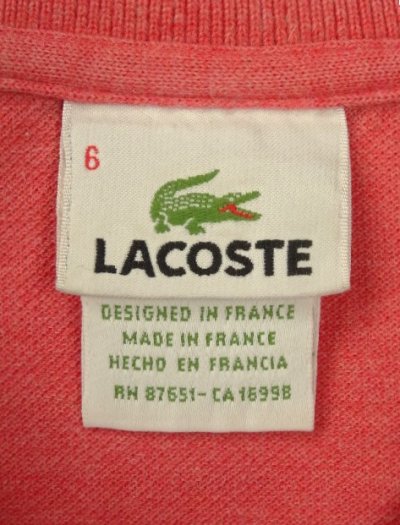 6
LACOSTE
DESIGNED IN FRANCE
MADE IN FRANCE
HECHO EN FRANCIA
RN 87651-CA 16998